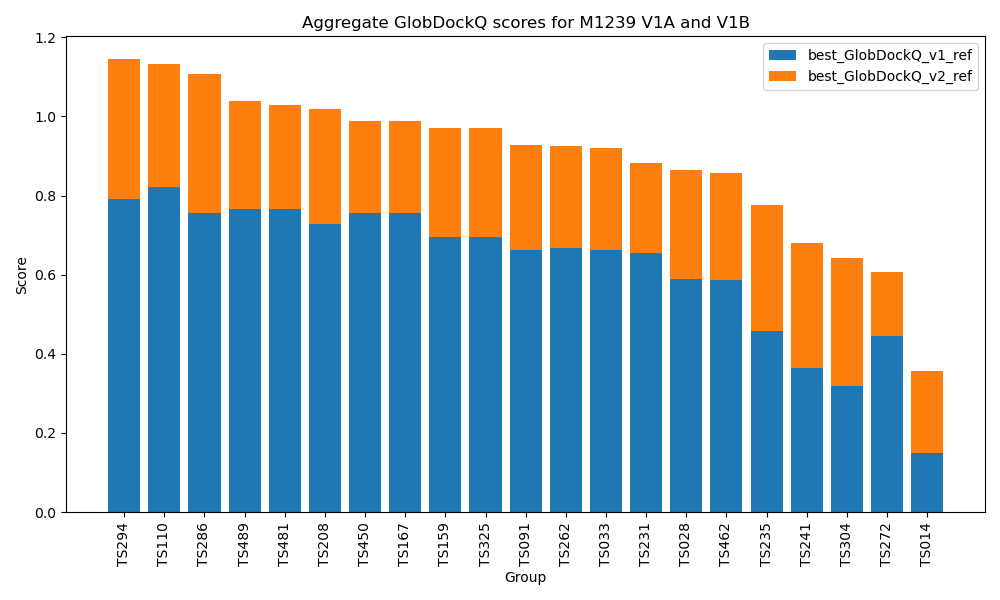 Aggregate GlobDockQ scores for M1239 V1A and V1B
best_GlobDockQ_v1_ref
best_GlobDockQ_v2_ref
Score
1.2
1.0
0.8
0.6
0.4
0.2
0.0
TS294
TS110
TS286
TS489
TS481
TS208
TS450
TS167
TS159
TS325
TS091
TS262
TS033
TS231
TS028
TS462
TS235
TS241
TS304
TS272
TS014
Group